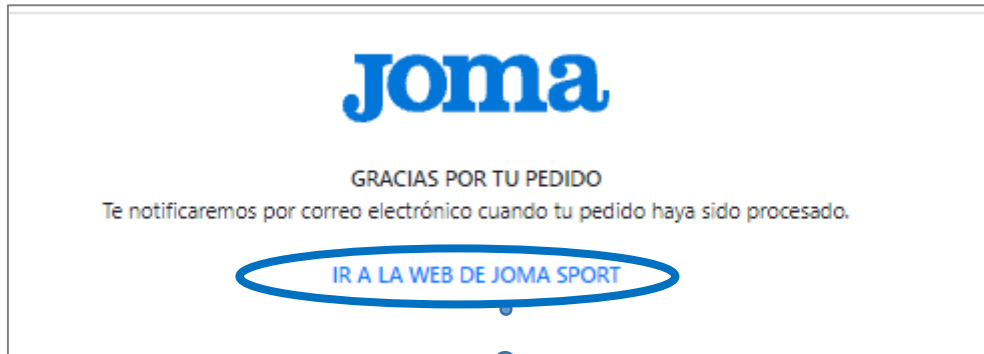 Joma
GRACIAS POR TU PEDIDO
Te notificaremos por correo electrónico cuando tu pedido haya sido procesado.
IR A LA WEB DE JOMA SPORT